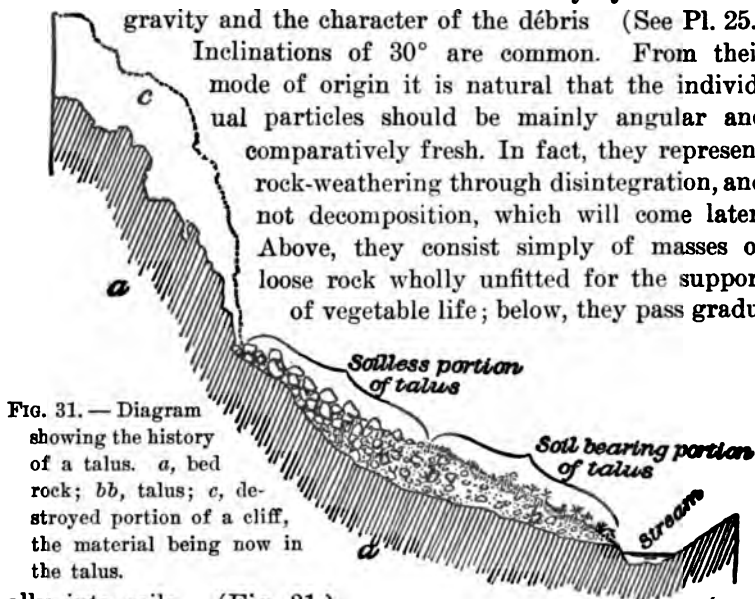 gravity and the character of the débris (See Pl. 25.
Inclinations of 30° are common. From thei
mode of origin it is natural that the individ
ual particles should be mainly angular and
comparatively fresh. In fact, they represen
rock-weathering through disintegration, and
not decomposition, which will come later
Above, they consist simply of masses o
loose rock wholly unfitted for the suppor
of vegetable life; below, they pass gradu
c
a
Soilless portion
of talus
Soil bearing portion
of talus
stream
b
b
a
FIG. 31. — Diagram
showing the history
of a talus. a, bed
rock; bb, talus; c, de-
stroyed portion of a cliff,
the material being now in
the talus.
ally into soils. (Fig. 31.)